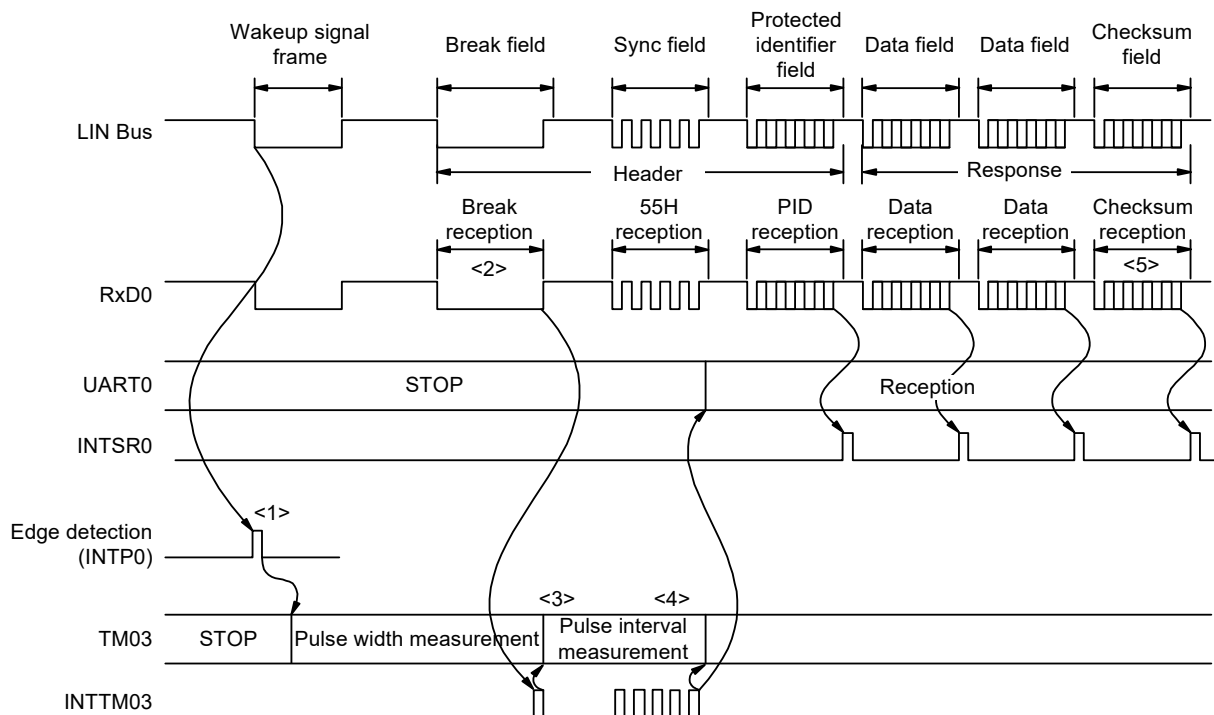 Wakeup signal
frame
Break field
Sync field
Protected
identifier
field
Data field
Data field
Checksum
field
LIN Bus
Header
Response
Break
reception
55H
reception
PID
reception
Data
reception
Data
reception
Checksum
reception
<2>
<5>
RxD0
UART0
STOP
Reception
INTSR0
<1>
Edge detection
(INTP0)
<3>
<4>
TM03
STOP
Pulse width measurement
Pulse interval
measurement
INTTM03